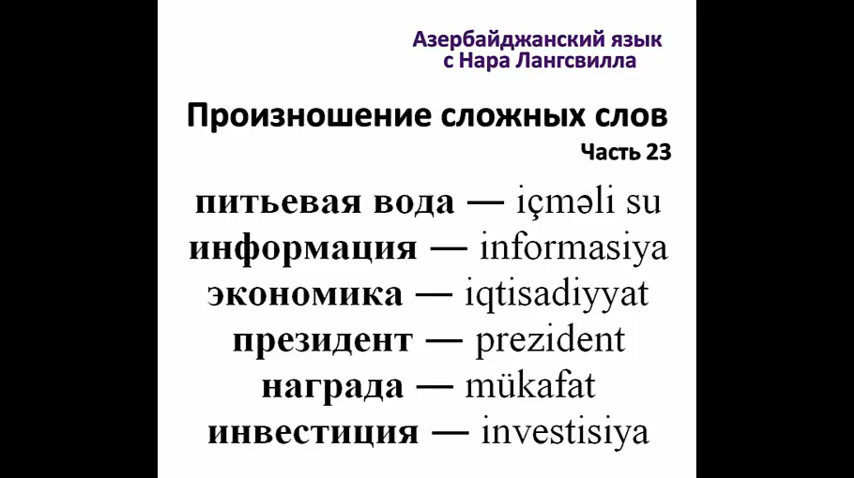 Азербайджанский язык
с Нара Лангсвилла
Произношение сложных слов
Часть 23
питьевая вода — içməli su
информация — informasiya
экономика — iqtisadiyyat
президент — prezident
награда — mükafat
инвестиция — investisiya